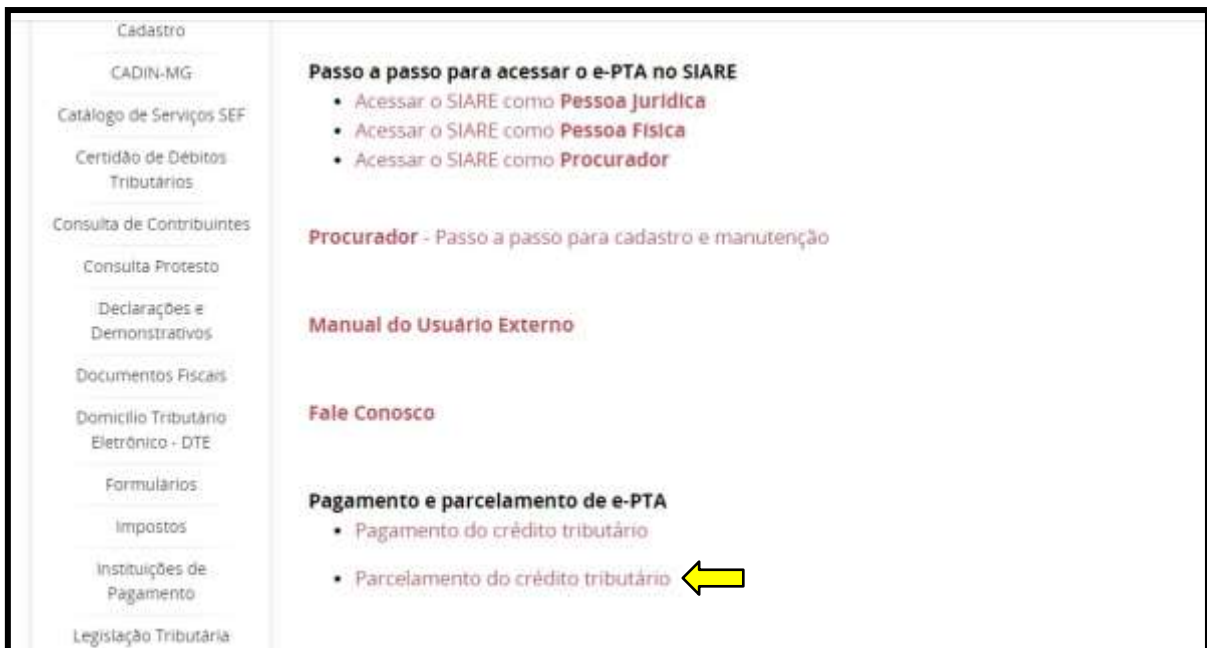 Cadastro
CADIN-MG
Catálogo de Serviços SEF
Certidão de Débitos
Tributários
Consulta de Contribuintes
Consulta Protesto
Declarações e
Demonstrativos
Documentos Fiscais
Domicílio Tributário
Eletrônico - DTE
Formulários
Impostos
Instituições de
Pagamento
Legislação Tributária
Passo a passo para acessar o e-PTA no SIARE
• Acessar o SIARE como Pessoa Jurídica
• Acessar o SIARE como Pessoa Física
• Acessar o SIARE como Procurador
Procurador - Passo a passo para cadastro e manutenção
Manual do Usuário Externo
Fale Conosco
Pagamento e parcelamento de e-PTA
• Pagamento do crédito tributário
• Parcelamento do crédito tributário